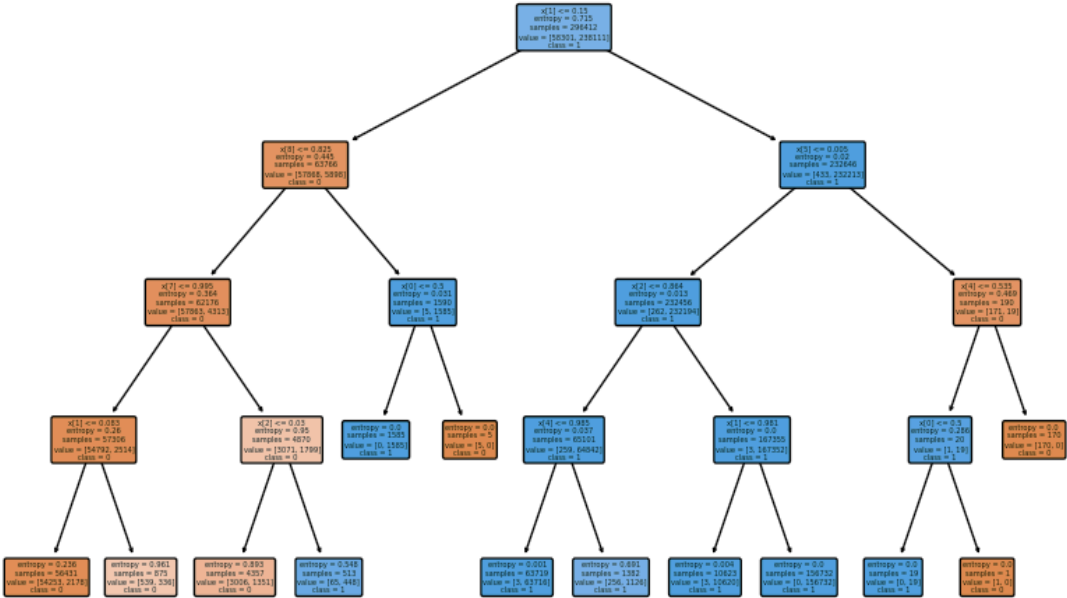 x[1] <= 0.15
entropy = 0.715
samples = 296412
value = [58301, 238111]
class = 1
x[8] <= 0.825
entropy = 0.445
samples = 63766
value = [57868, 5898]
class = 0
x[5] <= 0.005
entropy = 0.02
samples = 232646
value = [433, 232213]
class = 1
x[7] <= 0.995
entropy = 0.364
samples = 62176
value = [57863, 4313]
class = 0
x[0] <= 0.5
entropy = 0.031
samples = 1590
value = [5, 1585]
class = 1
x[2] <= 0.864
entropy = 0.013
samples = 232456
value = [262, 232194]
class = 1
x[4] <= 0.535
entropy = 0.469
samples = 190
value = [171, 19]
class = 0
x[1] <= 0.083
entropy = 0.26
samples = 57306
value = [54792, 2514]
class = 0
x[2] <= 0.03
entropy = 0.95
samples = 4870
value = [3071, 1799]
class = 0
entropy = 0.0
samples = 1585
value = [0, 1585]
class = 1
entropy = 0.0
samples = 5
value = [5, 0]
class = 0
x[4] <= 0.985
entropy = 0.037
samples = 65101
value = [259, 64842]
class = 1
x[1] <= 0.981
entropy = 0.0
samples = 167355
value = [3, 167352]
class = 1
x[0] <= 0.5
entropy = 0.286
samples = 20
value = [1, 19]
class = 1
entropy = 0.0
samples = 170
value = [170, 0]
class = 0
entropy = 0.236
samples = 56431
value = [54253, 2178]
class = 0
entropy = 0.961
samples = 875
value = [539, 336]
class = 0
entropy = 0.893
samples = 4357
value = [3006, 1351]
class = 0
entropy = 0.548
samples = 513
value = [65, 448]
class = 1
entropy = 0.001
samples = 63719
value = [3, 63716]
class = 1
entropy = 0.691
samples = 1382
value = [256, 1126]
class = 1
entropy = 0.004
samples = 10623
value = [3, 10620]
class = 1
entropy = 0.0
samples = 156732
value = [0, 156732]
class = 1
entropy = 0.0
samples = 19
value = [0, 19]
class = 1
entropy = 0.0
samples = 1
value = [1, 0]
class = 0